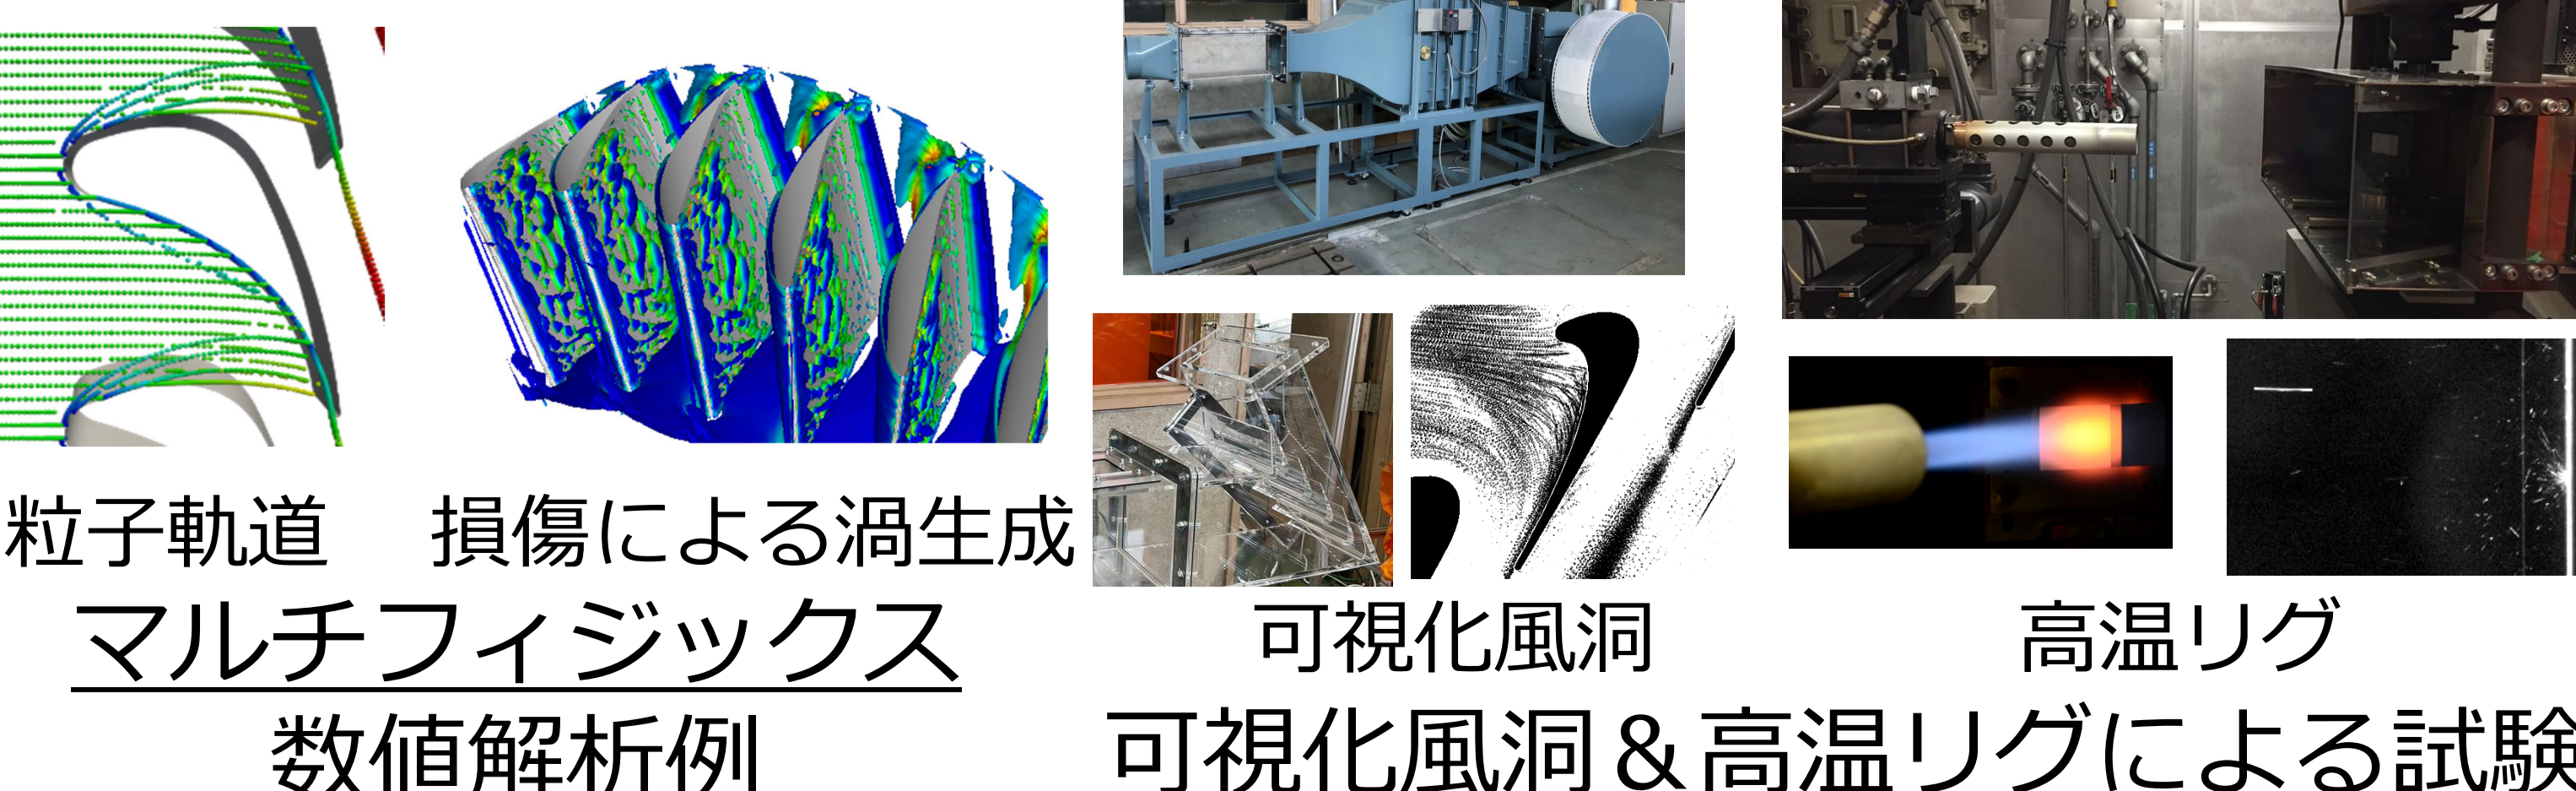 粒子軌道
損傷による渦生成
マルチフィジックス
数値解析例
可視化風洞
高温リグ
可視化風洞＆高温リグによる試験